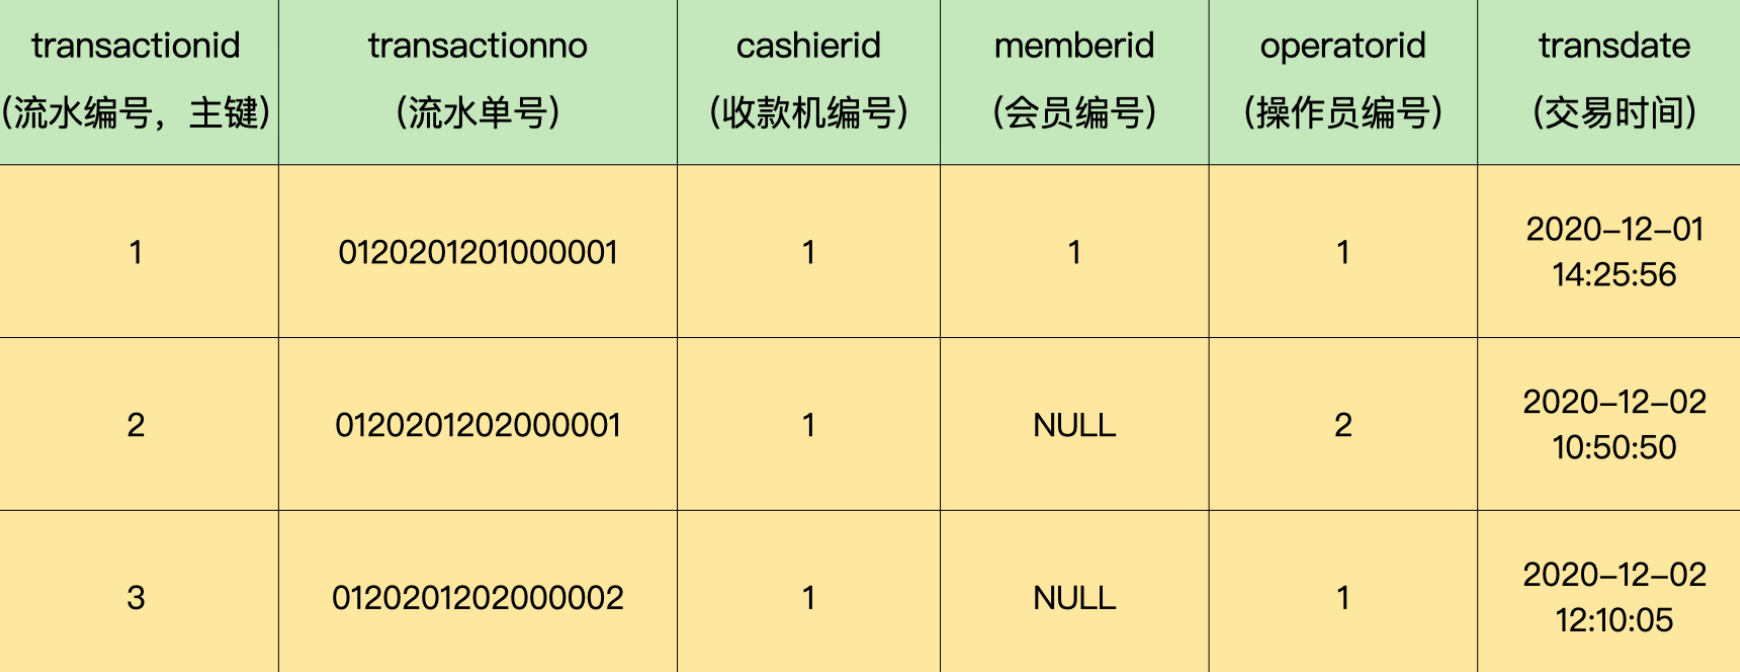 transactionid transactionno cashierid memberid operatorid transdate
(流水编号，主键) (流水单号) (收款机编号) (会员编号) (操作员编号) (交易时间)
1 0120201201000001 1 1 1 2020-12-01
14:25:56
2 0120201202000001 1 NULL 2 2020-12-02
10:50:50
3 0120201202000002 1 NULL 1 2020-12-02
12:10:05